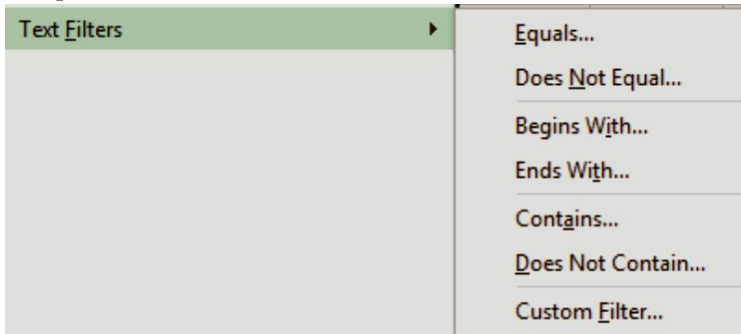 Text Filters
Equals...
Does Not Equal...
Begins With...
Ends With...
Contains...
Does Not Contain...
Custom Filter...